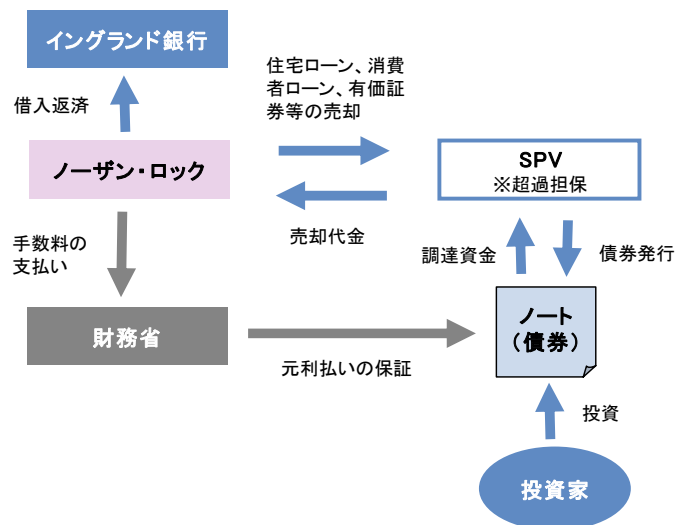 イングランド銀行
住宅ローン、消費
者ローン、有価証
券等の売却
借入返済
ノーザン・ロック
SPV
※超過担保
手数料の
支払い
売却代金
調達資金
債券発行
財務省
ノート
（債券）
元利払いの保証
投資
投資家